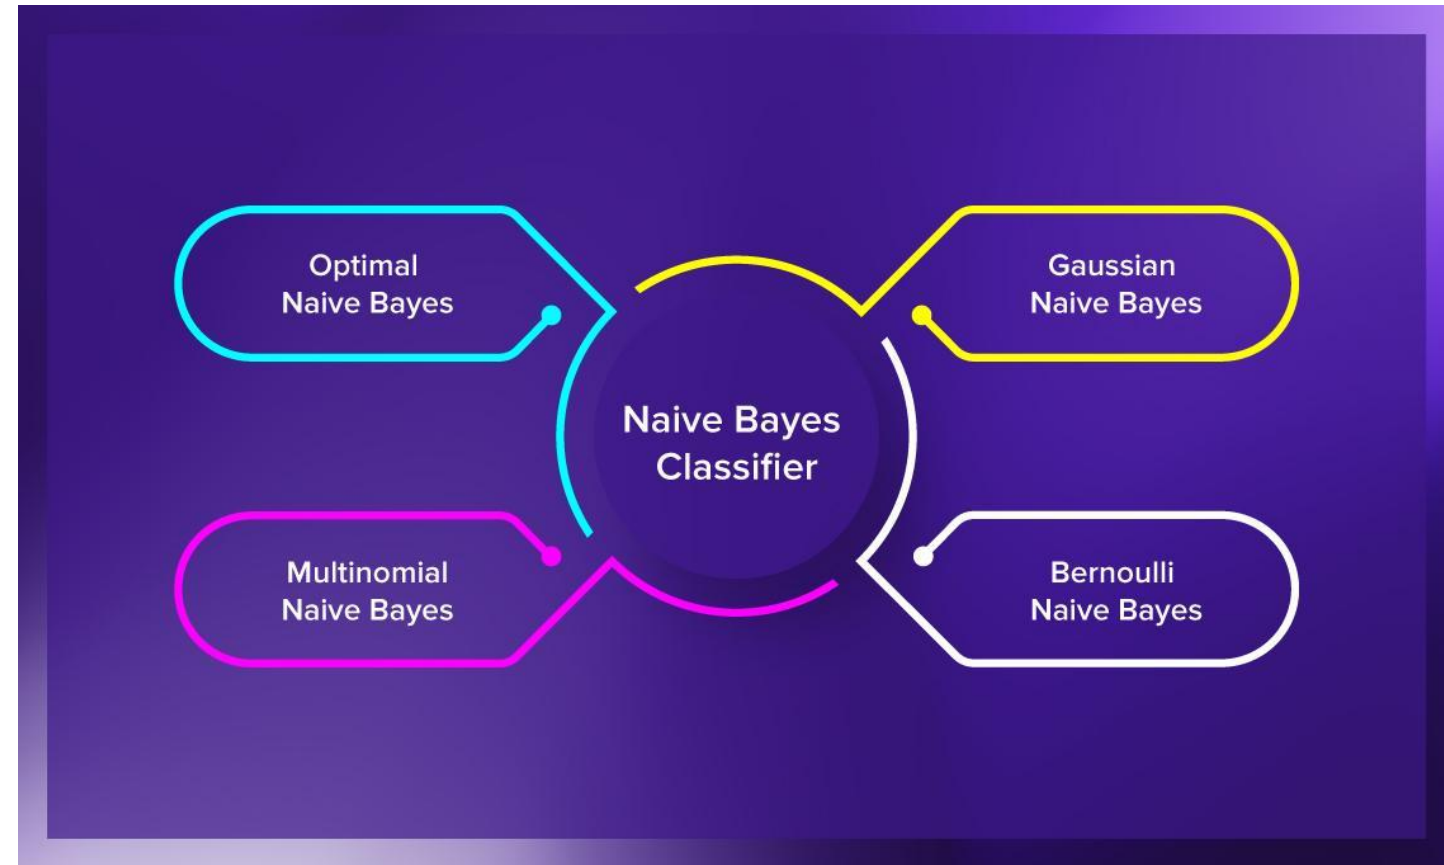 Optimal
Naive Bayes
Gaussian
Naive Bayes
Naive Bayes
Classifier
Multinomial
Naive Bayes
Bernoulli
Naive Bayes